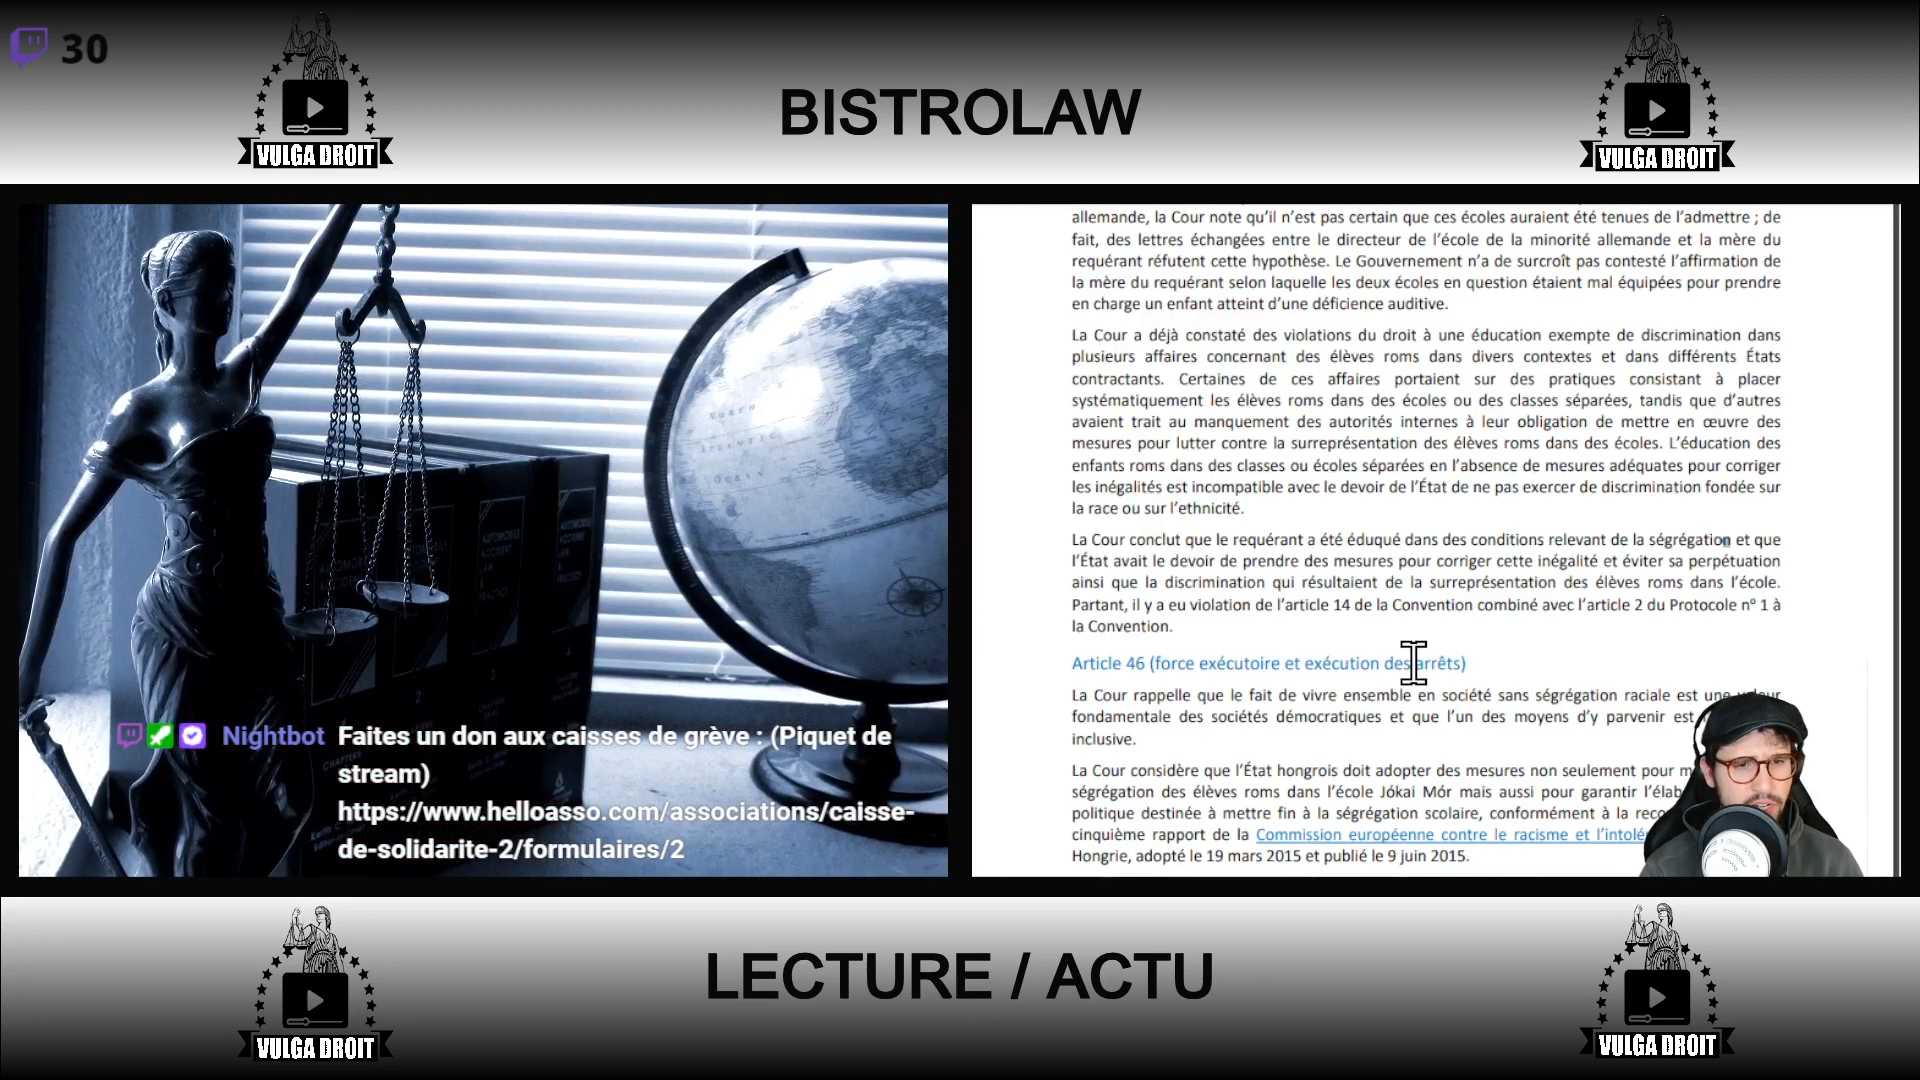 30
BISTROLAW
VULGA DROIT
VULGA DROIT
allemande, la Cour note qu’il n’est pas certain que ces écoles auraient été tenues de l’admettre ; de
fait, des lettres échangées entre le directeur de l’école de la minorité allemande et la mère du
requérant réfutent cette hypothèse. Le Gouvernement n’a de surcroît pas contesté l’affirmation de
la mère du requérant selon laquelle les deux écoles en question étaient mal équipées pour prendre
en charge un enfant atteint d’une déficience auditive.
La Cour a déjà constaté des violations du droit à une éducation exempte de discrimination dans
plusieurs affaires concernant des élèves roms dans divers contextes et dans différents États
contractants. Certaines de ces affaires portaient sur des pratiques consistant à placer
systématiquement les élèves roms dans des écoles ou des classes séparées, tandis que d’autres
avaient trait au manquement des autorités internes à leur obligation de mettre en œuvre des
mesures pour lutter contre la surreprésentation des élèves roms dans des écoles. L’éducation des
enfants roms dans des classes ou écoles séparées en l’absence de mesures adéquates pour corriger
les inégalités est incompatible avec le devoir de l’État de ne pas exercer de discrimination fondée sur
la race ou sur l’ethnicité.
La Cour conclut que le requérant a été éduqué dans des conditions relevant de la ségrégation et que
l’État avait le devoir de prendre des mesures pour corriger cette inégalité et éviter sa perpétuation
ainsi que la discrimination qui résultaient de la surreprésentation des élèves roms dans l’école.
Partant, il y a eu violation de l’article 14 de la Convention combiné avec l’article 2 du Protocole nº 1 à
la Convention.
Article 46 (force exécutoire et exécution des arrêts)
La Cour rappelle que le fait de vivre ensemble en société sans ségrégation raciale est une
fondamentale des sociétés démocratiques et que l’un des moyens d’y parvenir est
inclusive.
La Cour considère que l’État hongrois doit adopter des mesures non seulement pour
ségrégation des élèves roms dans l’école Jókai Mór mais aussi pour garantir
politique destinée à mettre fin à la ségrégation scolaire, conformément à la
cinquième rapport de la Commission européenne contre le racisme et
Hongrie, adopté le 19 mars 2015 et publié le 9 juin 2015.
Nightbot Faites un don aux caisses de grève : (Piquet de
stream)
https://www.helloasso.com/associations/caisse-
de-solidarite-2/formulaires/2
AUTOMOBILE
ACCIDENT
LAW
&
PRACTICE
LECTURE / ACTU
VULGA DROIT
VULGA DROIT